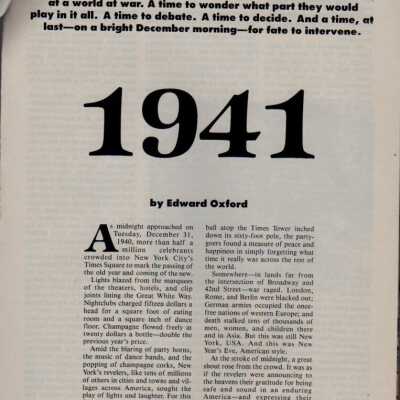 at a world at war. A time to wonder what part they would
play in it all. A time to debate. A time to decide. And a time, at
last—on a bright December morning—for fate to intervene.
1941
by Edward Oxford
As midnight approached on
Tuesday, December 31,
1940, more than half a
million celebrants
crowded into New York City's
Times Square to mark the passing of
the old year and coming of the new.
Lights blazed from the marquees
of the theaters, hotels, and clip
joints lining the Great White Way.
Nightclubs charged fifteen dollars a
head for a square foot of eating
room and a square inch of dance
floor. Champagne flowed freely at
twenty dollars a bottle—double the
previous year's price.
Amid the blaring of party horns,
the music of dance bands, and the
popping of champagne corks, New
York's revelers, like tens of millions
of others in cities and towns and vil-
lages across America, sought the
play of lights and laughter. For this
ball atop the Times Tower inched
down its sixty-foot pole, the party-
goers found a measure of peace and
happiness in simply forgetting what
time it really was across the rest of
the world.
Somewhere—in lands far from
the intersection of Broadway and
42nd Street—war raged. London,
Rome, and Berlin were blacked out;
German armies occupied the once-
free nations of western Europe; and
death stalked tens of thousands of
men, women, and children there
and in Asia. But this was still New
York, USA. And this was New
Year's Eve, American style.
At the stroke of midnight, a great
shout rose from the crowd. It was as
if the revelers were announcing to
the heavens their gratitude for being
safe and sound in an enduring
America—and expressing their